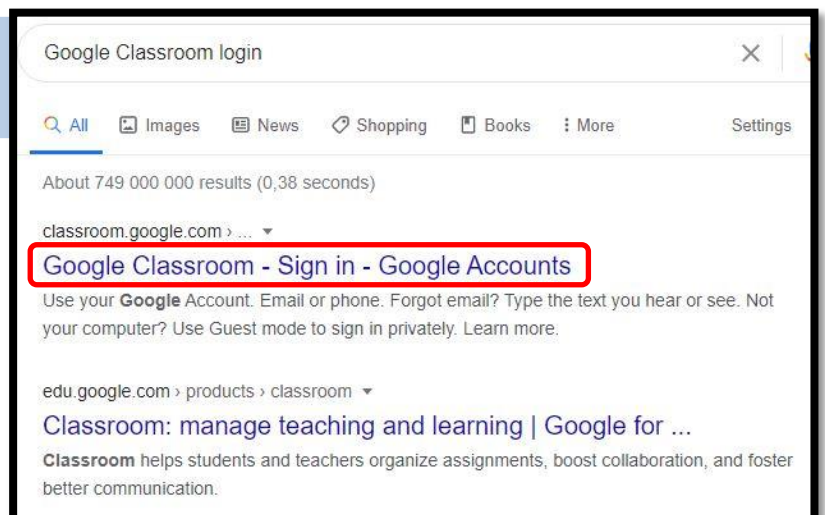 Google Classroom login
All Images News Shopping Books More Settings
About 749 000 000 results (0,38 seconds)
classroom.google.com › ...
Google Classroom - Sign in - Google Accounts
Use your Google Account. Email or phone. Forgot email? Type the text you hear or see. Not
your computer? Use Guest mode to sign in privately. Learn more.
edu.google.com › products › classroom
Classroom: manage teaching and learning | Google for ...
Classroom helps students and teachers organize assignments, boost collaboration, and foster
better communication.